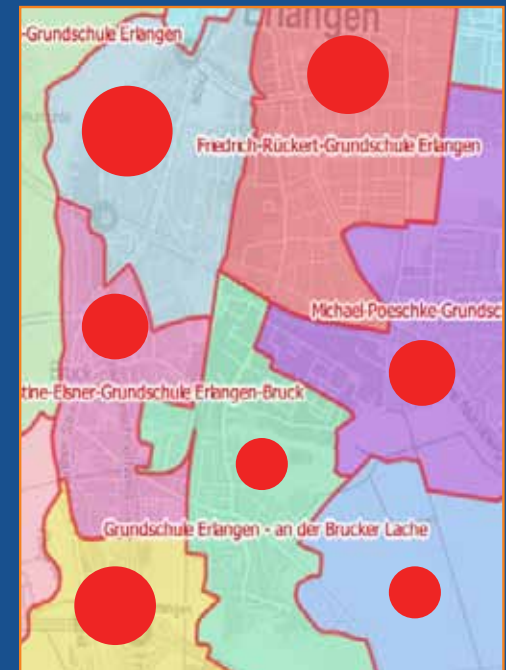 Erlangen
-Grundschule Erlangen
Friedrich-Rückert-Grundschule Erlangen
Michael-Poeschke-Grundsc
Bruck
tine-Elsner-Grundschule Erlangen-Bruck
Grundschule Erlangen - an der Brucker Lache